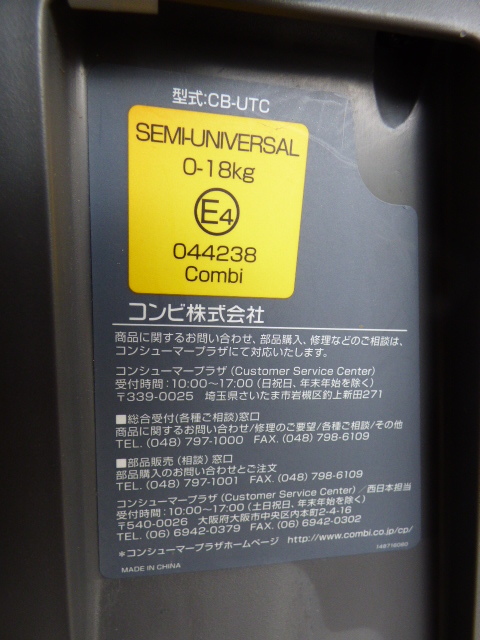 型式:CB-UTC
SEMI-UNIVERSAL
0-18kg
E4
044238
Combi
コンビ株式会社
商品に関するお問い合わせ、部品購入、修理などのご相談は、
コンシューマープラザにて対応いたします。
コンシューマープラザ (Customer Service Center)
受付時間:10:00～17:00 (日祝日、年末年始を除く)
〒339-0025 埼玉県さいたま市岩槻区釣上新田271
■総合受付(各種ご相談)窓口
商品に関するお問い合わせ/修理のご要望/各種ご相談/その他
TEL. (048) 797-1000 FAX. (048) 798-6109
■部品販売 (相談) 窓口
部品購入のお問い合わせとご注文
TEL. (048) 797-1001 FAX. (048) 798-6109
コンシューマープラザ (Customer Service Center) /西日本担当
受付時間:10:00～17:00 (土日祝日、年末年始を除く)
〒540-0026 大阪府大阪市中央区内本町2-4-16
TEL. (06) 6942-0379 FAX. (06) 6942-0302
*コンシューマープラザホームページ http://www.combi.co.jp/cp/
MADE IN CHINA